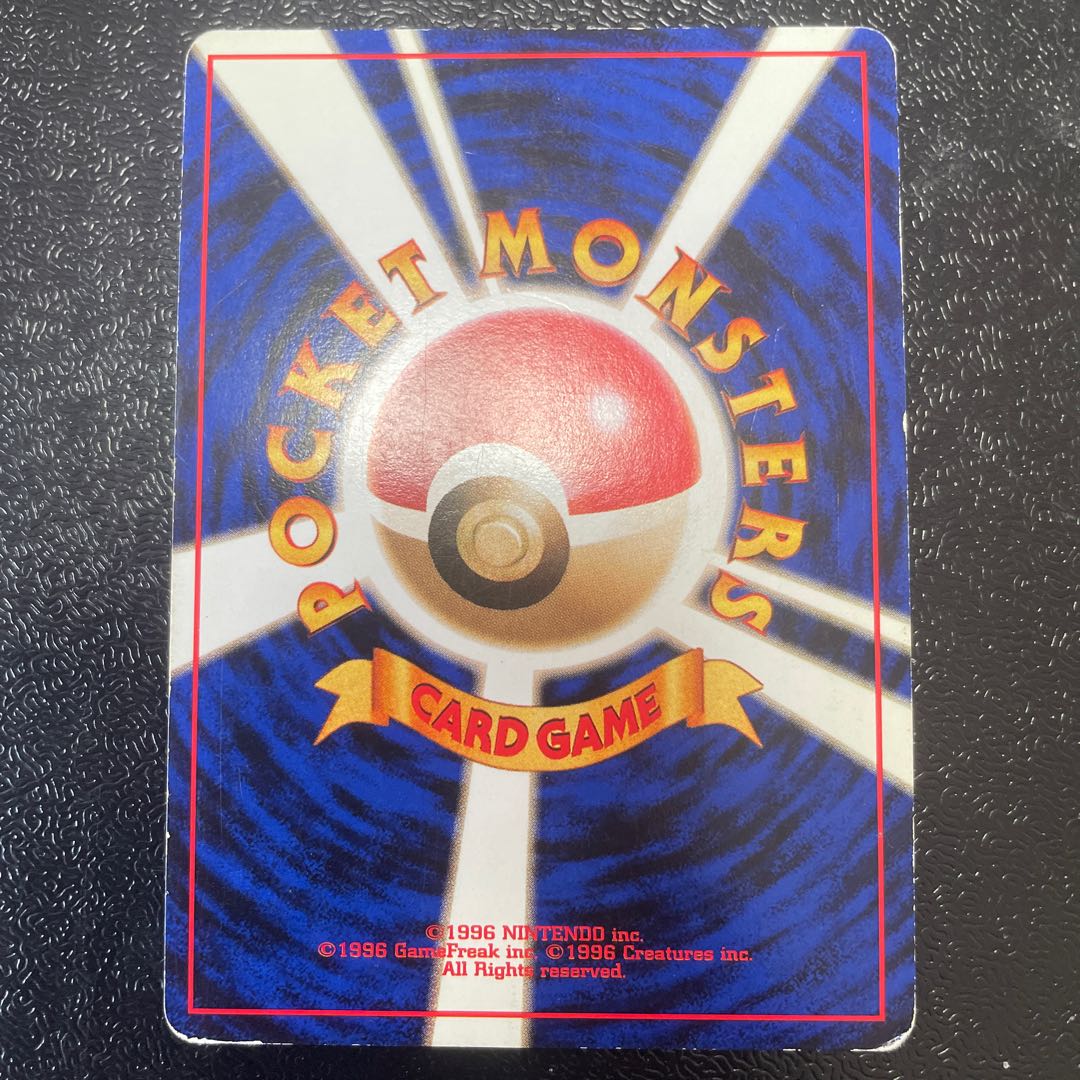 POCKET MONSTERS
CARD GAME
©1996 NINTENDO inc.
©1996 GameFreak inc. ©1996 Creatures inc.
All Rights reserved.